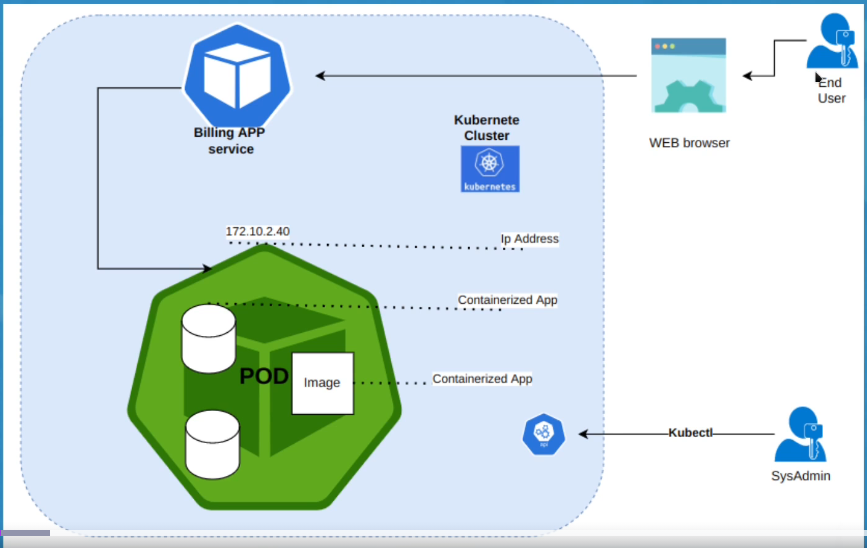 Billing APP
service
Kubernete
Cluster
kubernetes
WEB browser
End
User
172.10.2.40
Ip Address
Containerized App
POD
Image
Containerized App
Kubectl
SysAdmin